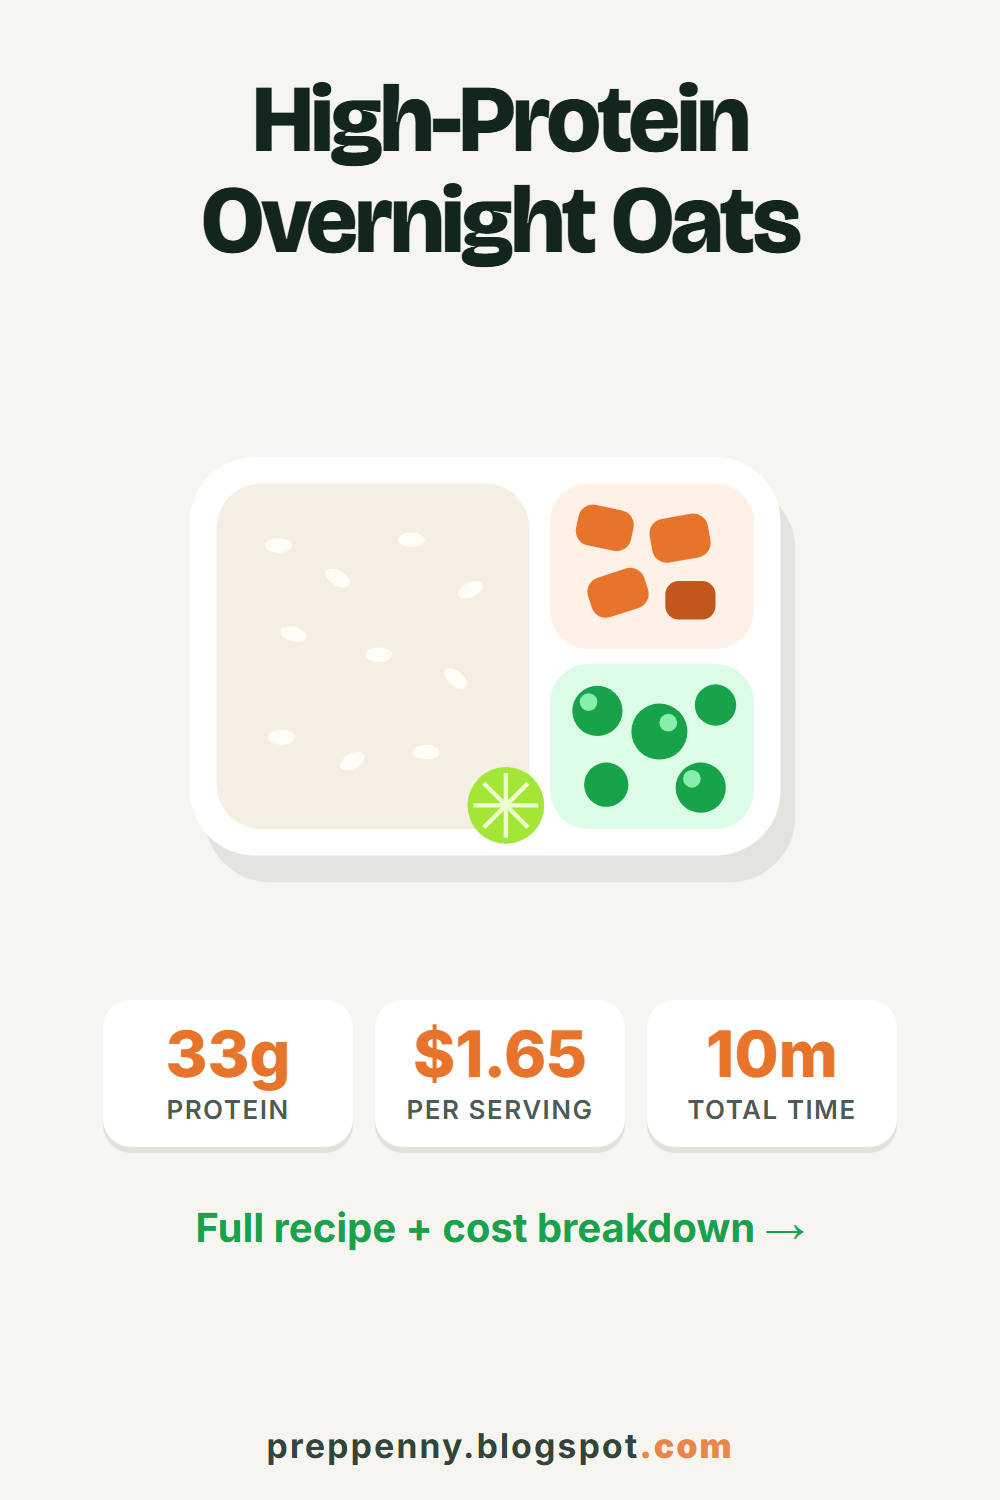 High-Protein
Overnight Oats
33g
PROTEIN
$1.65
PER SERVING
10m
TOTAL TIME
Full recipe + cost breakdown →
preppenny.blogspot.com